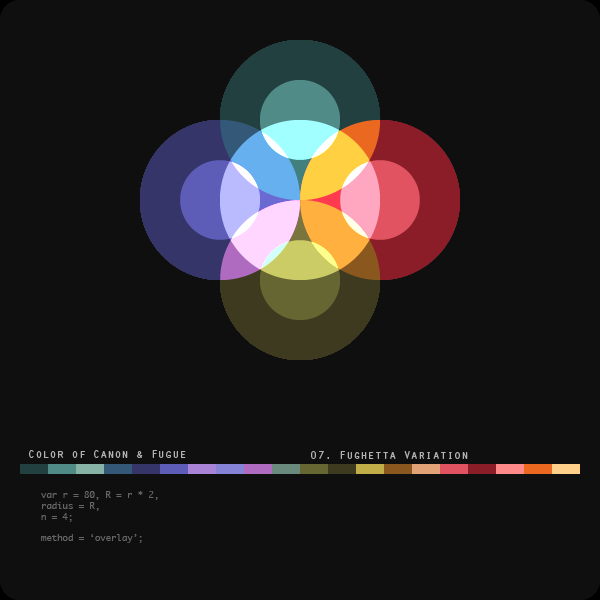 Color of Canon & Fugue
07. Fughetta Variation
var r = 80, R = r * 2,
radius = R,
n = 4;
method = ‘overlay’;